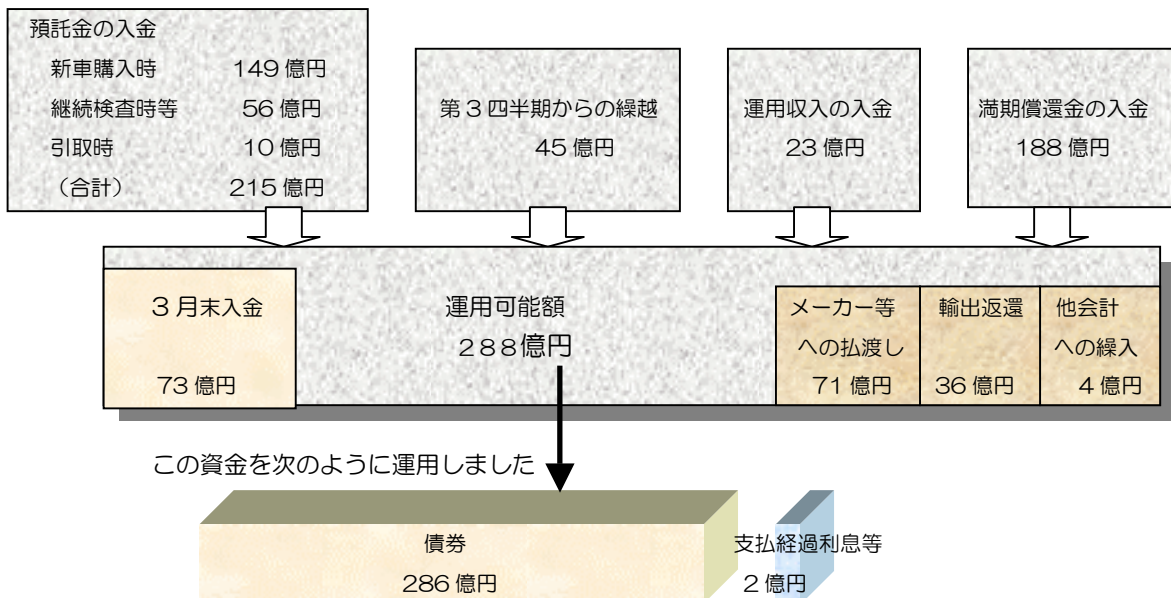 預託金の入金
新車購入時 149億円
継続検査時等 56億円
引取時 10億円
(合計) 215億円
第3四半期からの繰越
45億円
運用収入の入金
23億円
満期償還金の入金
188億円
3月末入金
73億円
運用可能額
288億円
メーカー等
への払渡し
71億円
輸出返還
36億円
他会計
への繰入
4億円
この資金を次のように運用しました
債券
286億円
支払経過利息等
2億円